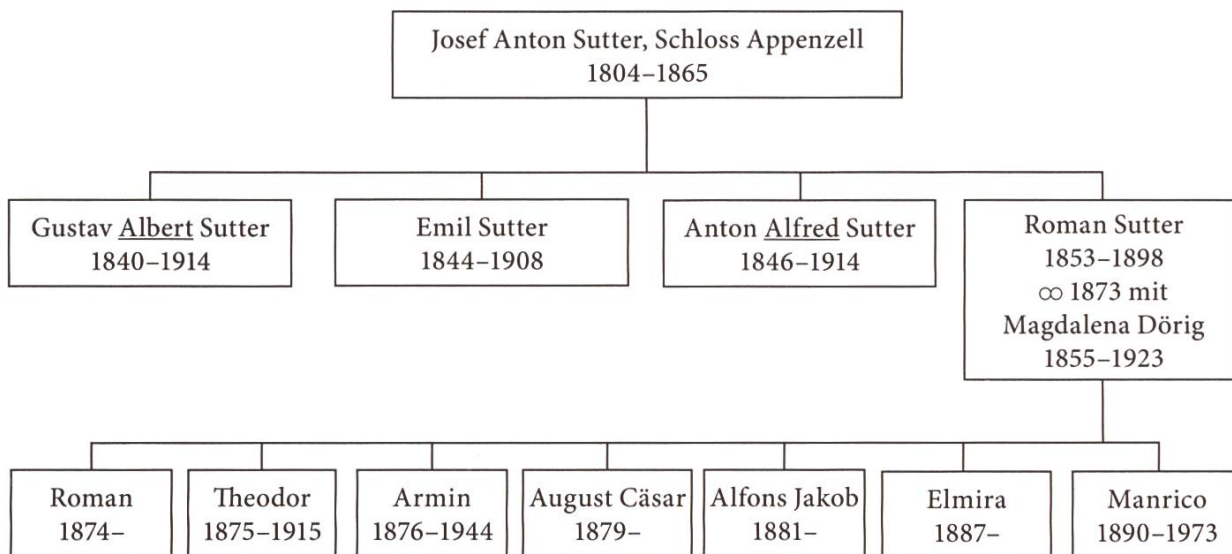 Josef Anton Sutter, Schloss Appenzell
1804–1865
Gustav Albert Sutter
1840–1914
Emil Sutter
1844–1908
Anton Alfred Sutter
1846–1914
Roman Sutter
1853–1898
∞ 1873 mit
Magdalena Dörig
1855–1923
Roman
1874–
Theodor
1875–1915
Armin
1876–1944
August Cäsar
1879–
Alfons Jakob
1881–
Elmira
1887–
Manrico
1890–1973